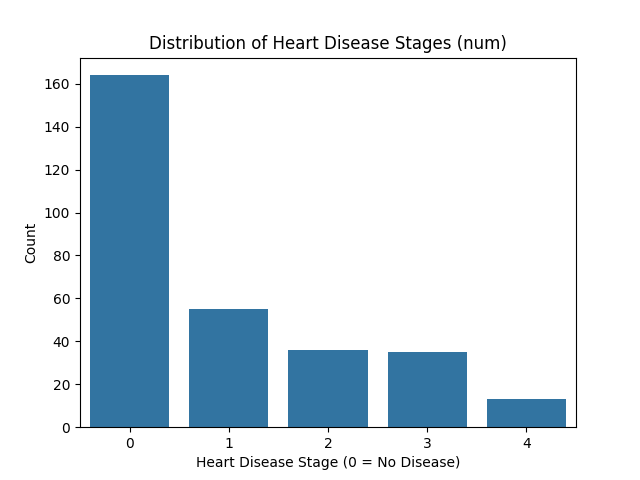 Distribution of Heart Disease Stages (num)
160
140
120
100
80
60
40
20
0
Count
0 1 2 3 4
Heart Disease Stage (0 = No Disease)